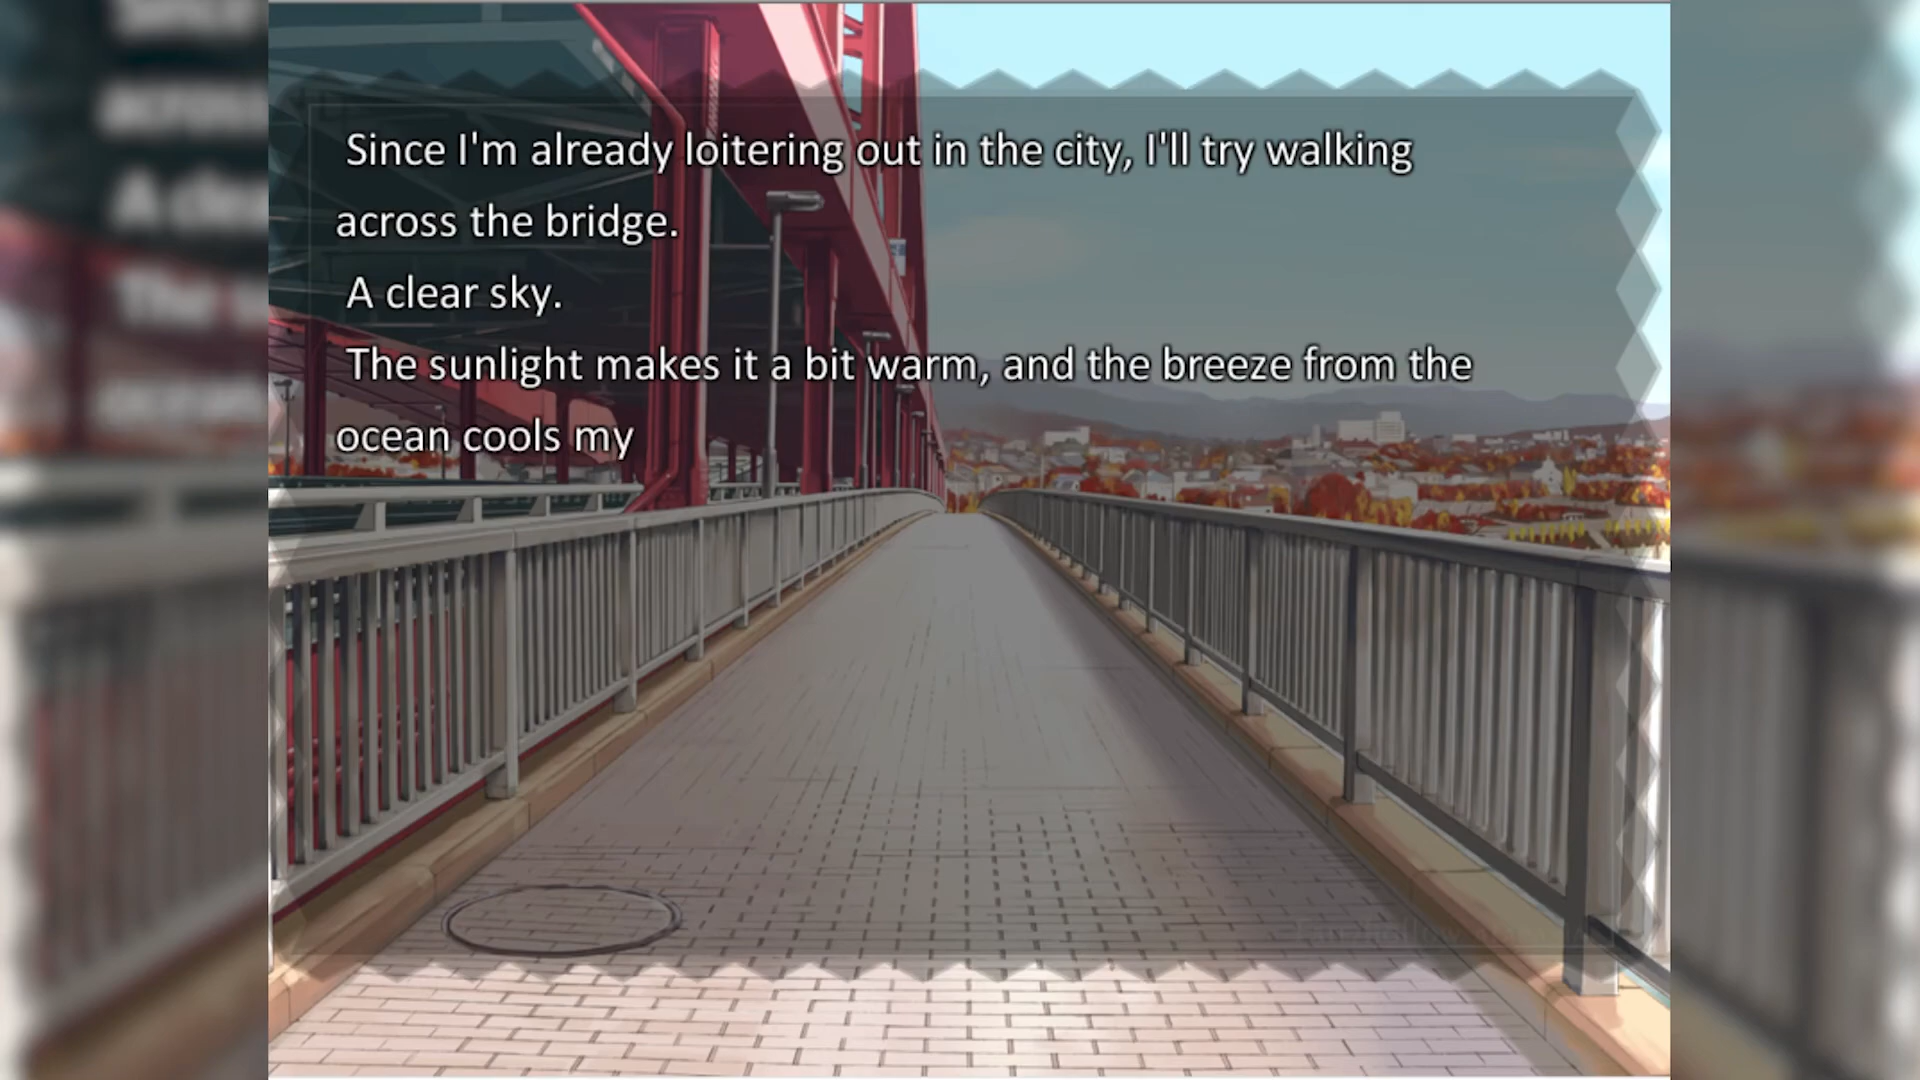 Since I'm already loitering out in the city, I'll try walking
across the bridge.
A clear sky.
The sunlight makes it a bit warm, and the breeze from the
ocean cools my